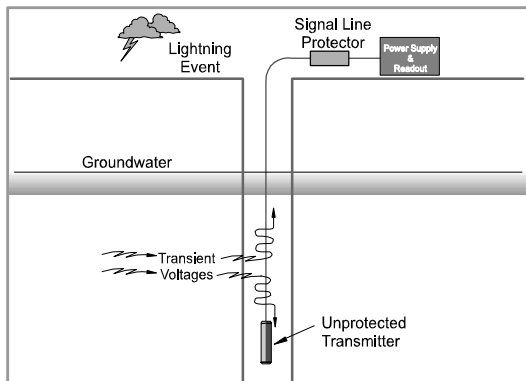 Lightning
Event
Signal Line
Protector
Power Supply
&
Readout
Groundwater
Transient
Voltages
Unprotected
Transmitter